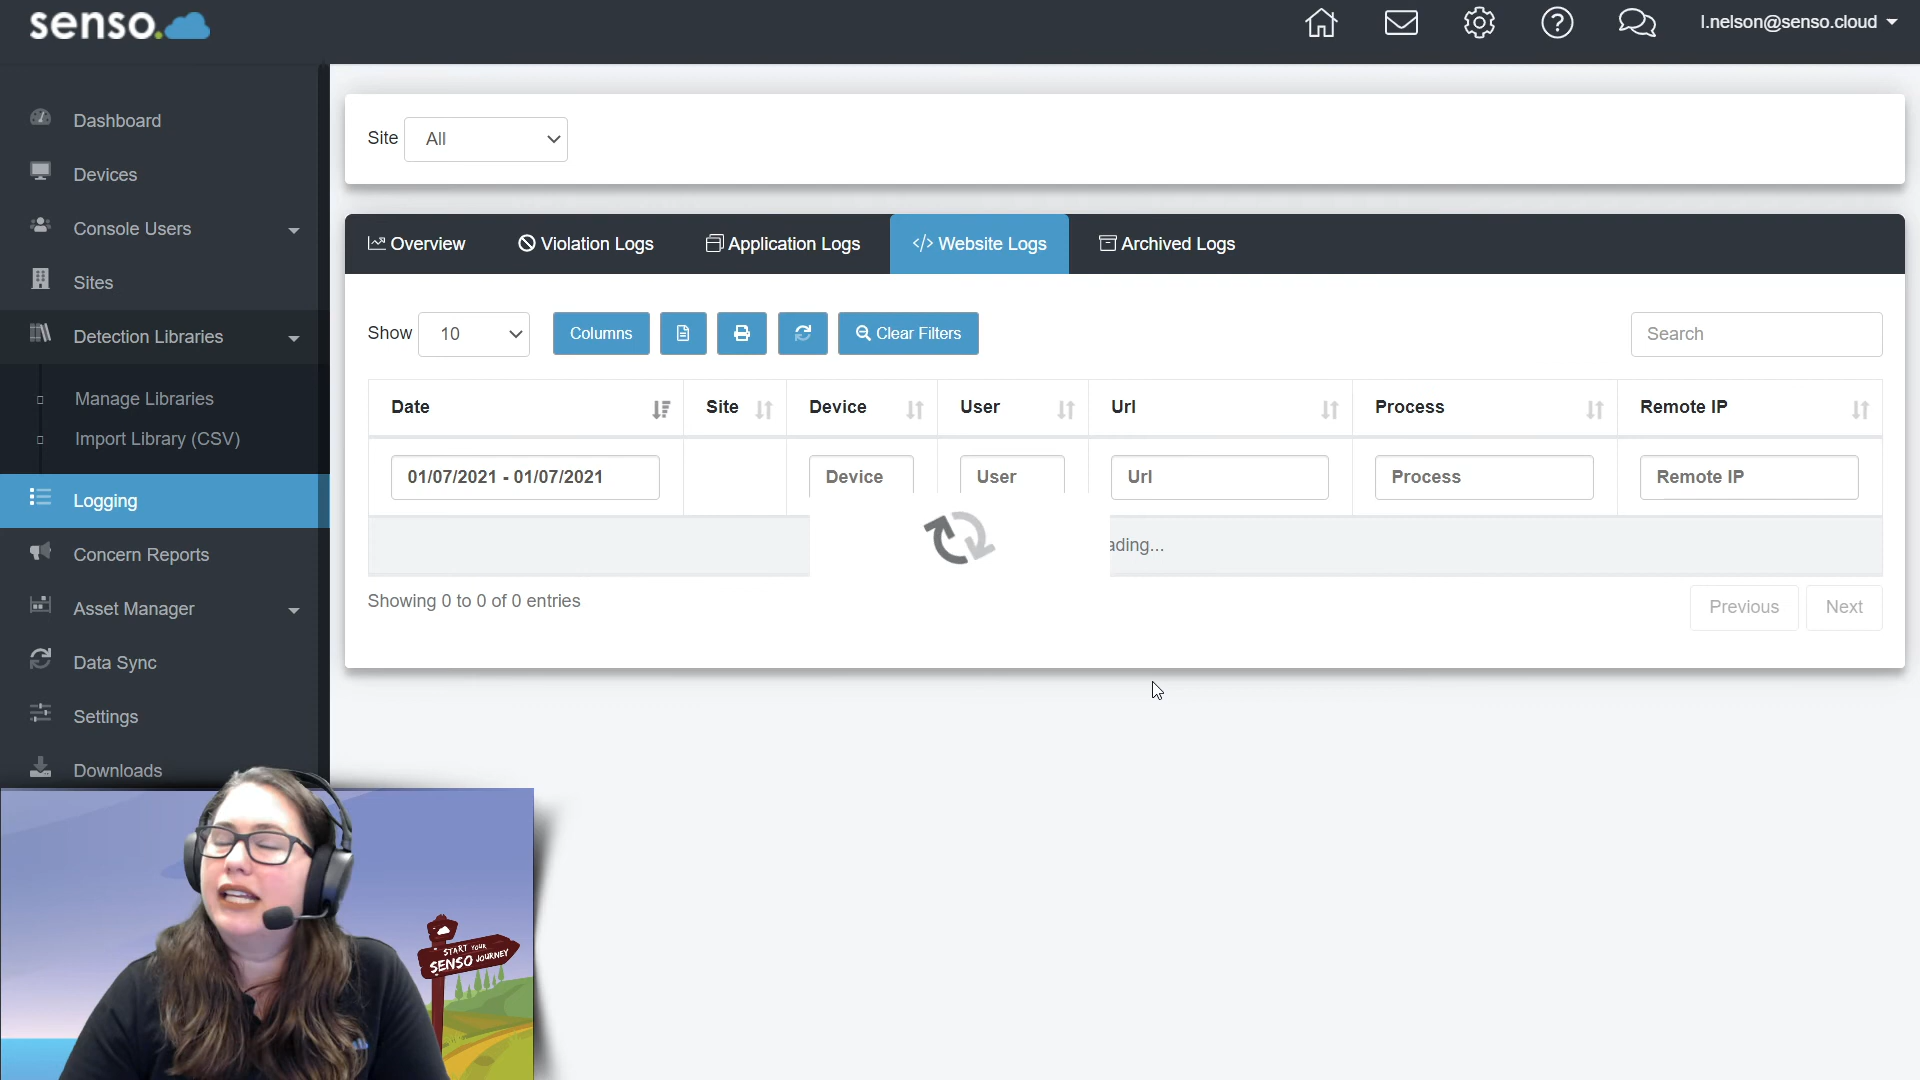 senso.
l.nelson@senso.cloud
Dashboard
Devices
Console Users
Sites
Detection Libraries
Manage Libraries
Import Library (CSV)
Logging
Concern Reports
Asset Manager
Data Sync
Settings
Downloads
Site All
Overview Violation Logs Application Logs Website Logs Archived Logs
Show 10 Columns Clear Filters Search
Date Site Device User Url Process Remote IP
01/07/2021 - 01/07/2021 Device User Url Process Remote IP
ading...
Showing 0 to 0 of 0 entries
Previous Next
START YOUR
SENSO JOURNEY